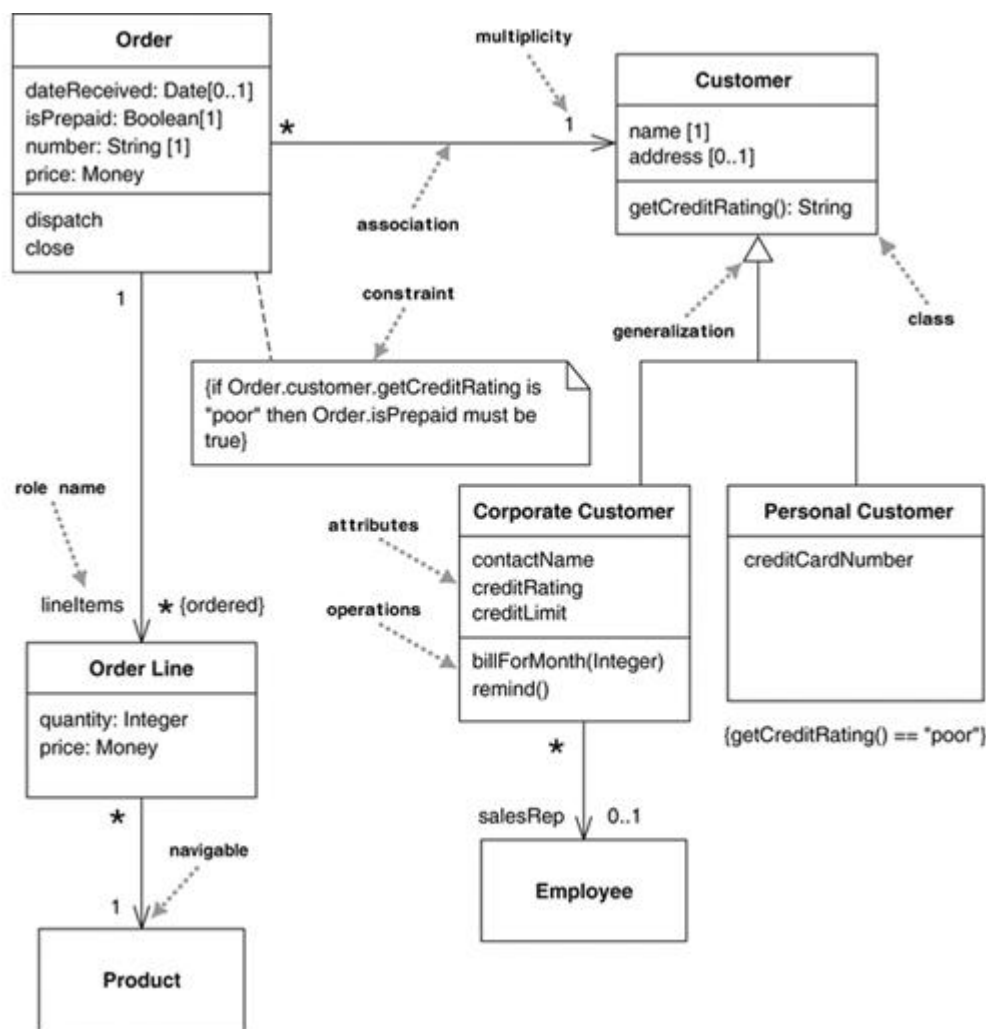 Order
dateReceived: Date[0..1]
isPrepaid: Boolean[1]
number: String [1]
price: Money
dispatch
close
multiplicity
*
1
association
Customer
name [1]
address [0..1]
getCreditRating(): String
generalization
class
1
constraint
{if Order.customer.getCreditRating is
"poor" then Order.isPrepaid must be
true}
role name
lineItems
* {ordered}
Order Line
quantity: Integer
price: Money
*
navigable
1
Product
attributes
operations
Corporate Customer
contactName
creditRating
creditLimit
billForMonth(Integer)
remind()
*
salesRep
0..1
Employee
Personal Customer
creditCardNumber
{getCreditRating() == "poor"}